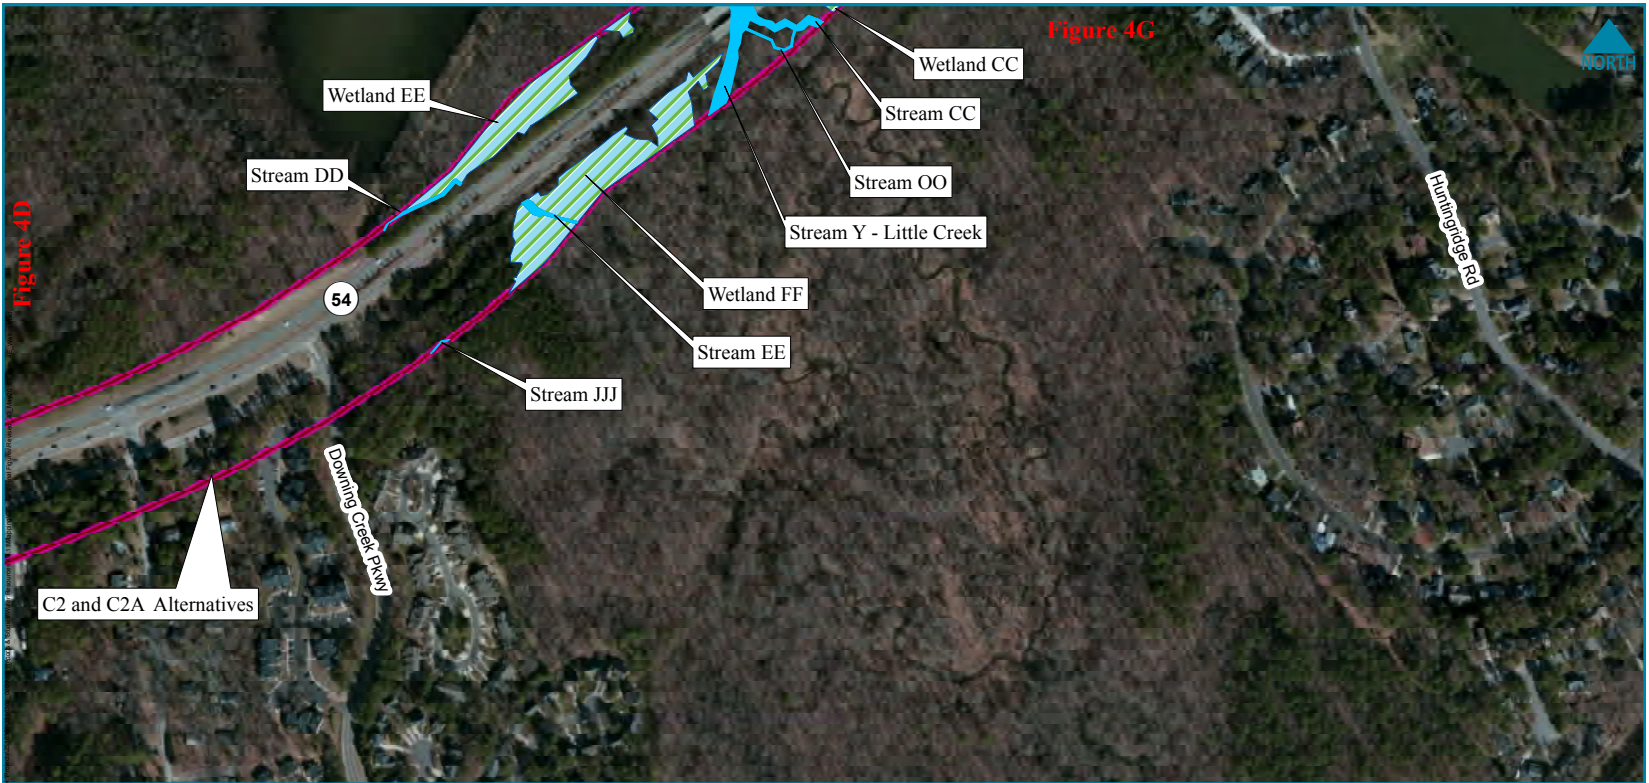 Figure 4G
NORTH
Wetland CC
Wetland EE
Stream CC
Stream DD
Stream OO
Figure 4D
Huntingridge Rd
Stream Y - Little Creek
54
Wetland FF
Stream EE
Stream JJJ
Downing Creek Pkwy
C2 and C2A Alternatives